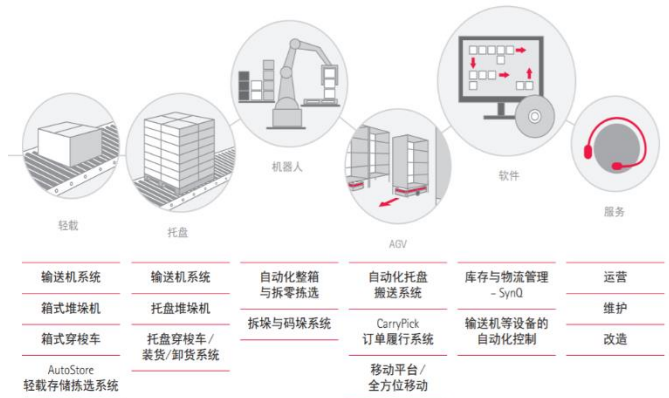 轻载
托盘
机器人
AGV
软件
服务
输送机系统
箱式堆垛机
箱式穿梭车
AutoStore
轻载存储拣选系统
输送机系统
托盘堆垛机
托盘穿梭车/
装货/卸货系统
自动化整箱
与拆零拣选
拆垛与码垛系统
自动化托盘
搬送系统
CarryPick
订单履行系统
移动平台/
全方位移动
库存与物流管理
– SynQ
输送机等设备的
自动化控制
运营
维护
改造